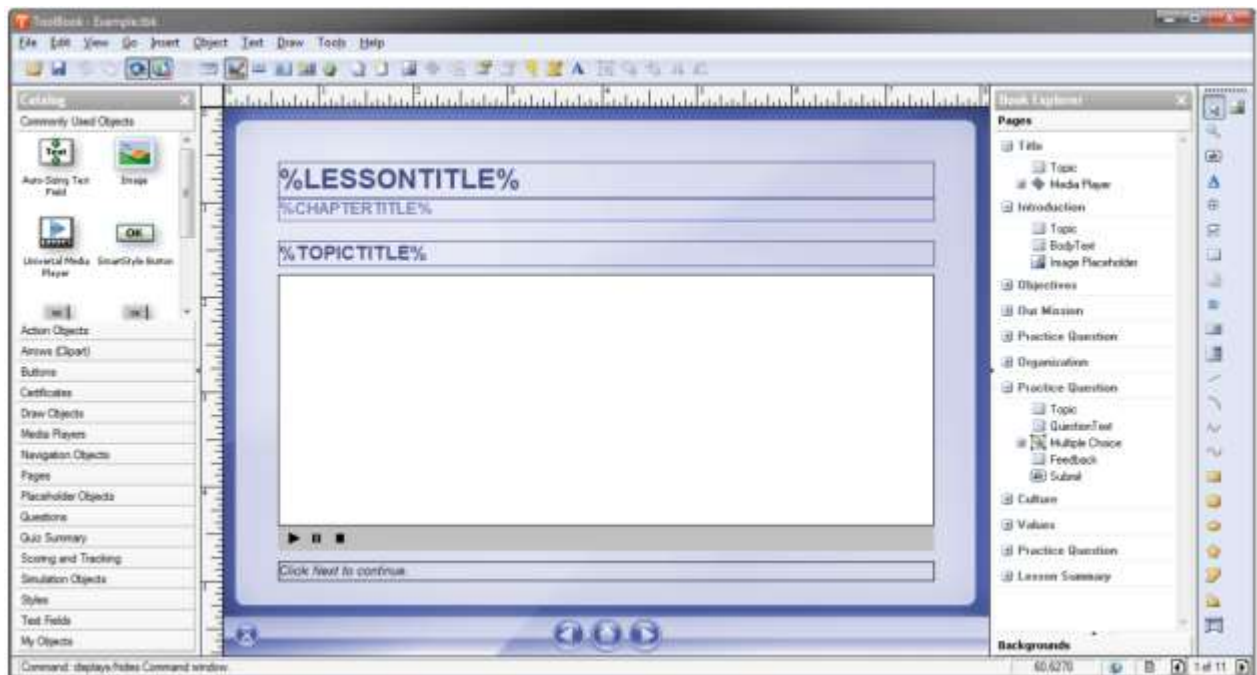 ToolBook - Example.tbk
File Edit View Go Insert Object Text Draw Tools Help
Catalog
Commonly Used Objects
Text
Auto-Sizing Text
Field
Image
OK
Universal Media
Player
SmartStyle Button
Action Objects
Arrows (Clipart)
Buttons
Certificates
Draw Objects
Media Players
Navigation Objects
Pages
Placeholder Objects
Questions
Quiz Summary
Scoring and Tracking
Simulation Objects
Styles
Text Fields
My Objects
%LESSONTITLE%
%CHAPTERTITLE%
%TOPICTITLE%
Click Next to continue.
Book Explorer
Pages
Title
Topic
Media Player
Introduction
Topic
BodyText
Image Placeholder
Objectives
Our Mission
Practice Question
Organization
Practice Question
Topic
QuestionText
Multiple Choice
Feedback
Submit
Culture
Values
Practice Question
Lesson Summary
Backgrounds
Command: displays/hides Command window
60,6270
1 of 11